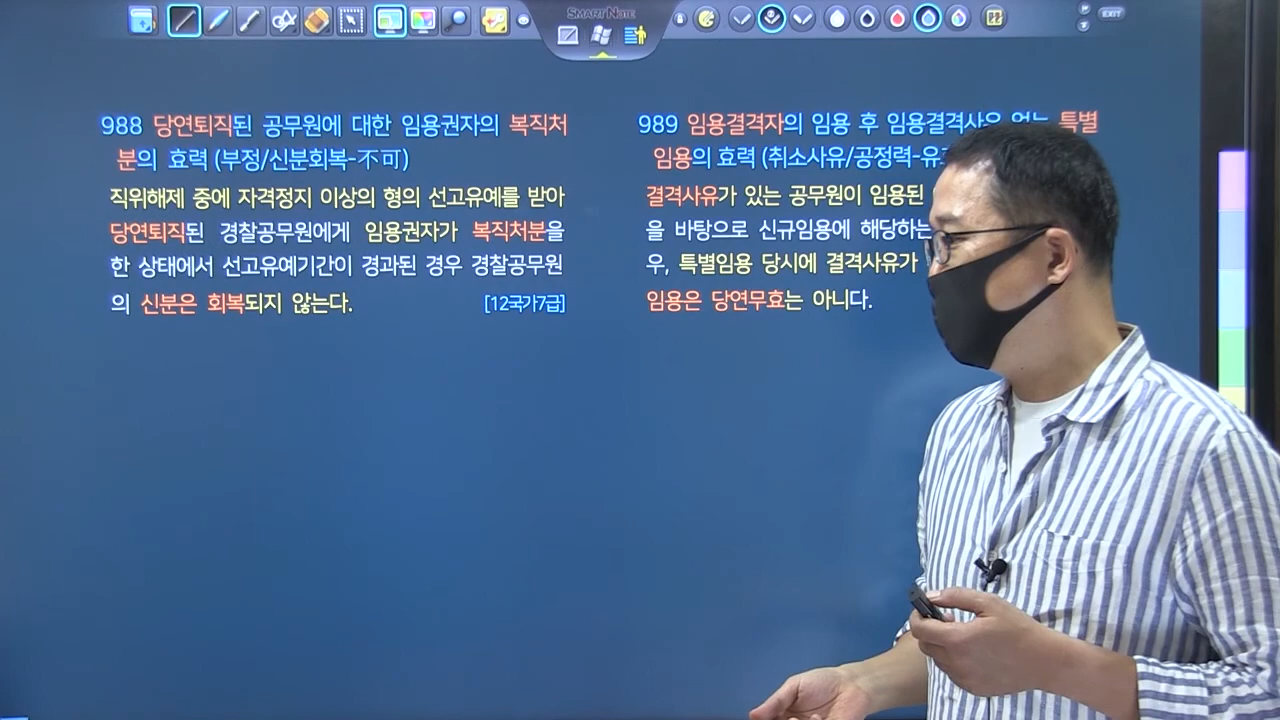 SMART NOTE
EXIT
988 당연퇴직된 공무원에 대한 임용권자의 복직처
분의 효력 (부정/신분회복-不可)
직위해제 중에 자격정지 이상의 형의 선고유예를 받아
당연퇴직된 경찰공무원에게 임용권자가 복직처분을
한 상태에서 선고유예기간이 경과된 경우 경찰공무원
의 신분은 회복되지 않는다. [12국가7급]
989 임용결격자의 임용 후 임용결격사유 없는 특별
임용의 효력 (취소사유/공정력-유
결격사유가 있는 공무원이 임용된
을 바탕으로 신규임용에 해당하는
우, 특별임용 당시에 결격사유가
임용은 당연무효는 아니다.